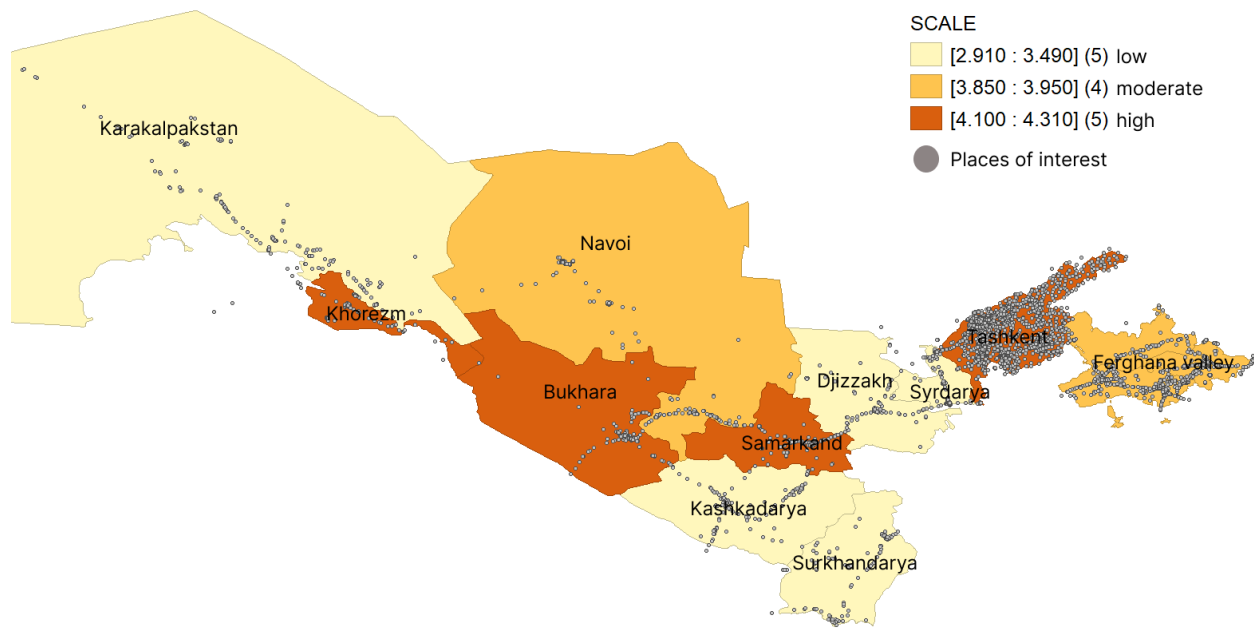 SCALE
[2.910 : 3.490] (5) low
[3.850 : 3.950] (4) moderate
[4.100 : 4.310] (5) high
Places of interest
Karakalpakstan
Navoi
Khorezm
Tashkent
Ferghana valley
Djizzakh
Bukhara
Syrdarya
Samarkand
Kashkadarya
Surkhandarya